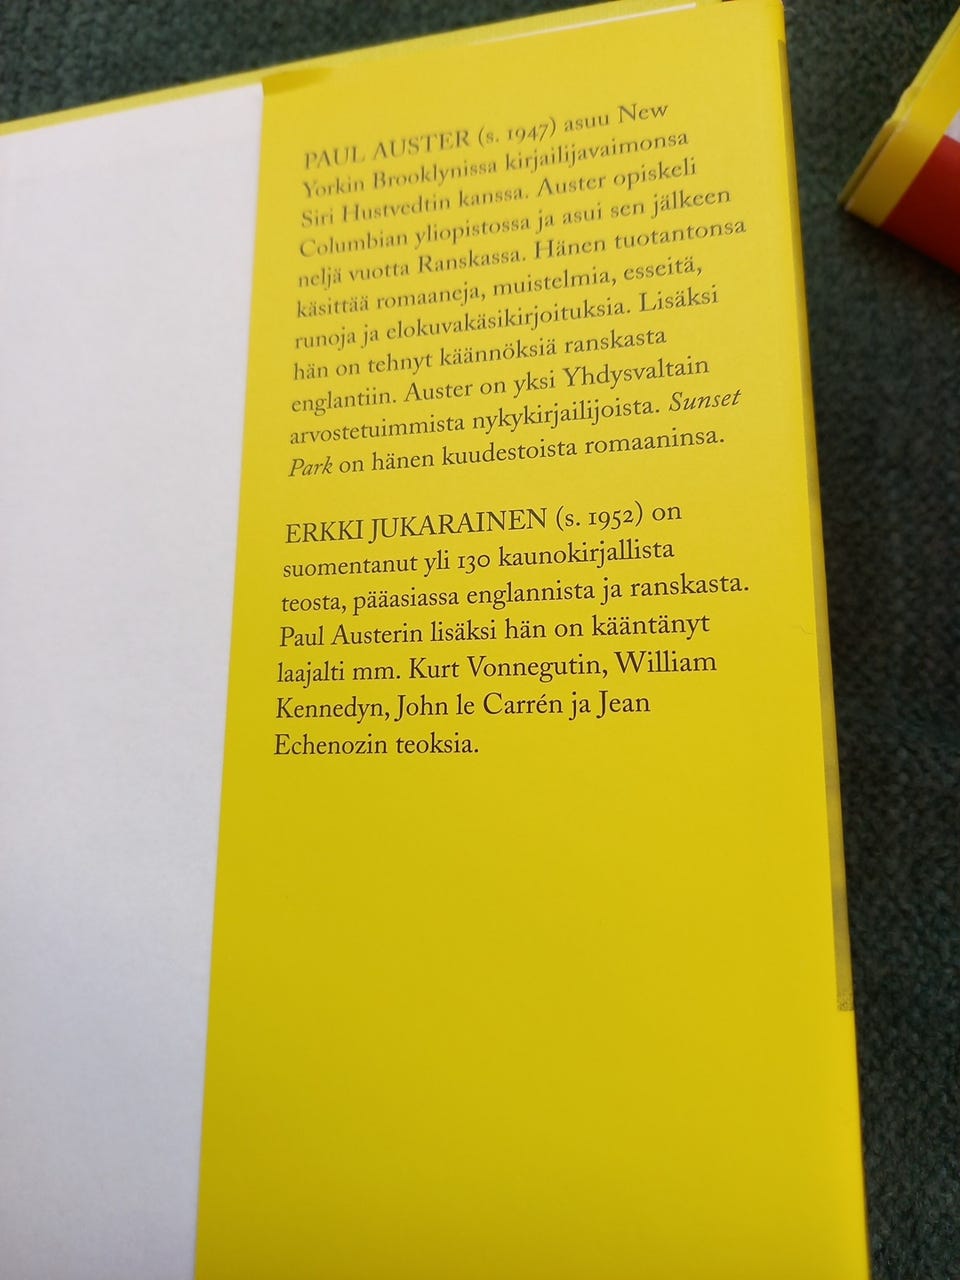 PAUL AUSTER (s. 1947) asuu New
Yorkin Brooklynissa kirjailijavaimonsa
Siri Hustvedtin kanssa. Auster opiskeli
Columbian yliopistossa ja asui sen jälkeen
neljä vuotta Ranskassa. Hänen tuotantonsa
käsittää romaaneja, muistelmia, esseitä,
runoja ja elokuvakäsikirjoituksia. Lisäksi
hän on tehnyt käännöksiä ranskasta
englantiin. Auster on yksi Yhdysvaltain
arvostetuimmista nykykirjailijoista. Sunset
Park on hänen kuudestoista romaaninsa.
ERKKI JUKARAINEN (s. 1952) on
suomentanut yli 130 kaunokirjallista
teosta, pääasiassa englannista ja ranskasta.
Paul Austerin lisäksi hän on kääntänyt
laajalti mm. Kurt Vonnegutin, William
Kennedyn, John le Carrén ja Jean
Echenozin teoksia.